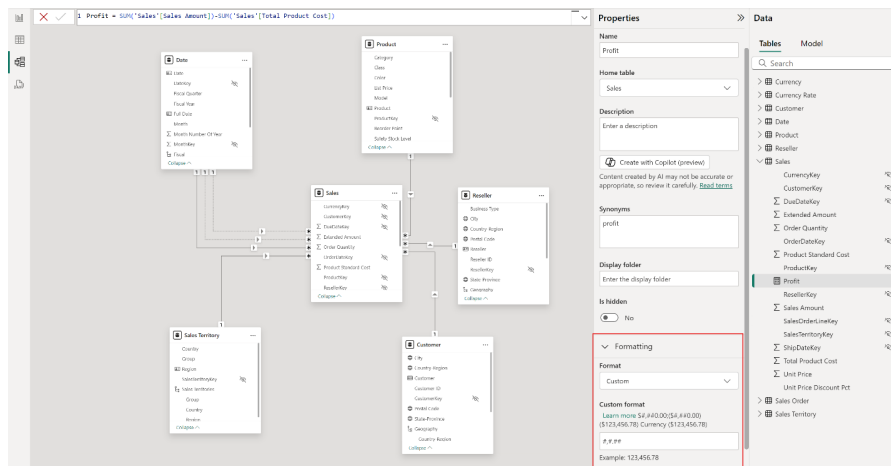 1 Profit = SUM('Sales'[Sales Amount])-SUM('Sales'[Total Product Cost])
Date
Date
DateKey
Fiscal Quarter
Fiscal Year
Full Date
Month
Month Number Of Year
MonthKey
Fiscal
Collapse
Product
Category
Class
Color
List Price
Model
Product
ProductKey
Reorder Point
Safety Stock Level
Collapse
Sales
CurrencyKey
CustomerKey
DueDateKey
Extended Amount
Order Quantity
OrderDateKey
Product Standard Cost
ProductKey
ResellerKey
Collapse
Reseller
Business Type
City
Country-Region
Postal Code
Reseller
Reseller ID
ResellerKey
State-Province
Geography
Collapse
Sales Territory
Country
Group
Region
SalesTerritoryKey
Sales Territories
Group
Country
Region
Collapse
Customer
City
Country-Region
Customer
Customer ID
CustomerKey
Postal Code
State-Province
Geography
Country-Region
Collapse
Properties
Name
Profit
Home table
Sales
Description
Enter a description
Create with Copilot (preview)
Content created by AI may not be accurate or
appropriate, so review it carefully. Read terms
Synonyms
profit
Display folder
Enter the display folder
Is hidden
No
Formatting
Format
Custom
Custom format
Learn more $#,##0.00;($#,##0.00)
($123,456.78) Currency ($123,456.78)
#,#.##
Example: 123,456.78
Data
Tables Model
Search
Currency
Currency Rate
Customer
Date
Product
Reseller
Sales
CurrencyKey
CustomerKey
DueDateKey
Extended Amount
Order Quantity
OrderDateKey
Product Standard Cost
ProductKey
Profit
ResellerKey
Sales Amount
SalesOrderLineKey
SalesTerritoryKey
ShipDateKey
Total Product Cost
Unit Price
Unit Price Discount Pct
Sales Order
Sales Territory